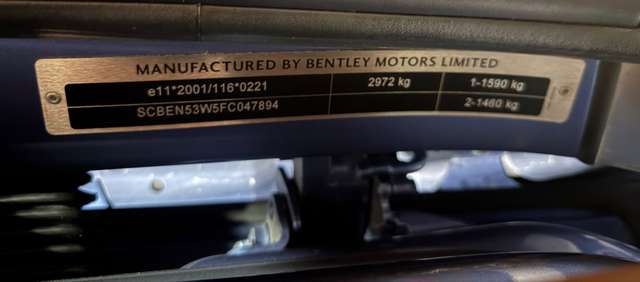 MANUFACTURED BY BENTLEY MOTORS LIMITED
e11*2001/116*0221 2972 kg 1-1590 kg
SCBEN53W5FC047894 2-1460 kg